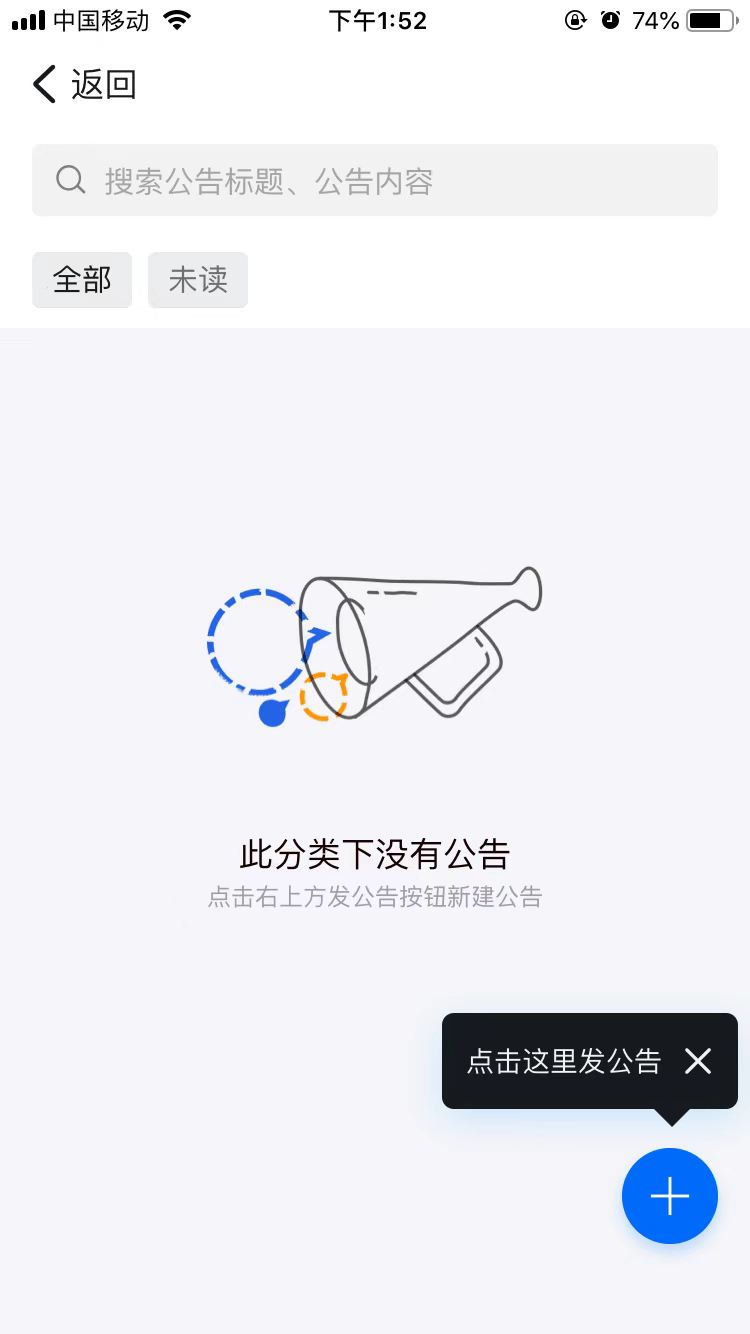 中国移动 下午1:52 74%
返回
搜索公告标题、公告内容
全部 未读
此分类下没有公告
点击右上方发公告按钮新建公告
点击这里发公告